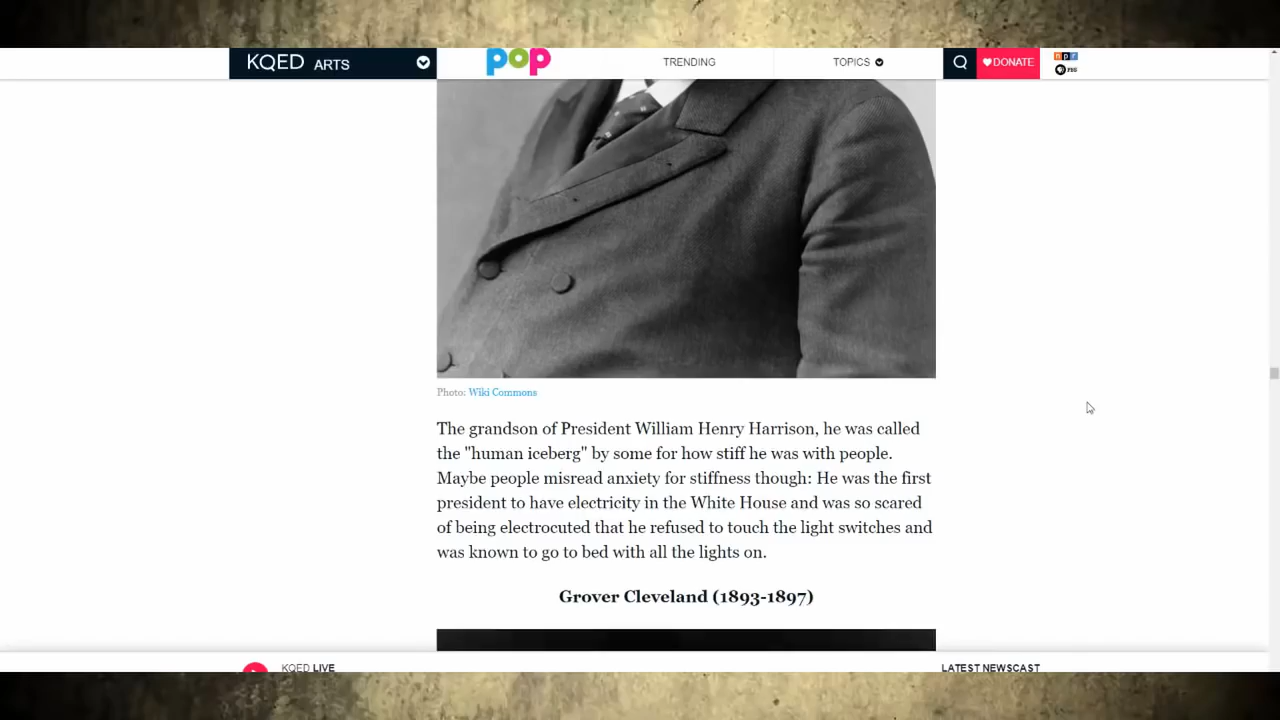 KQED ARTS
pop
TRENDING
TOPICS
DONATE
npr
PBS
Photo: Wiki Commons
The grandson of President William Henry Harrison, he was called
the "human iceberg" by some for how stiff he was with people.
Maybe people misread anxiety for stiffness though: He was the first
president to have electricity in the White House and was so scared
of being electrocuted that he refused to touch the light switches and
was known to go to bed with all the lights on.
Grover Cleveland (1893-1897)
KQED LIVE
LATEST NEWSCAST